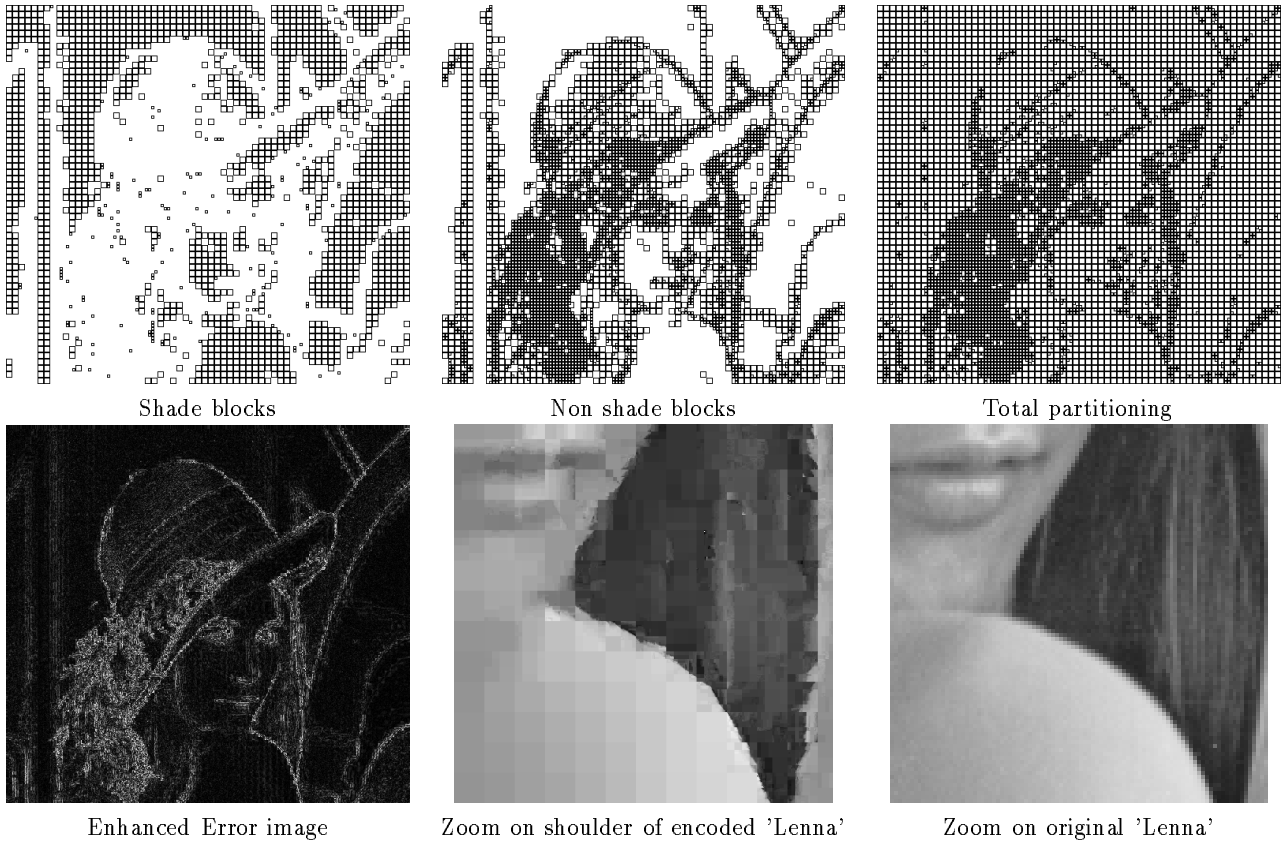 Shade blocks
Non shade blocks
Total partitioning
Enhanced Error image
Zoom on shoulder of encoded 'Lenna'
Zoom on original 'Lenna'